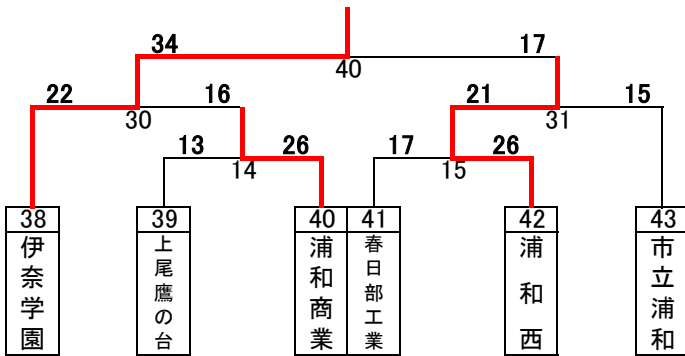 34 17
40
22 16 21 15
30 31
13 26 17 26
14 15
38 39 40 41 42 43
伊奈学園
上尾鷹の台
浦和商業
春日部工業
浦和西
市立浦和